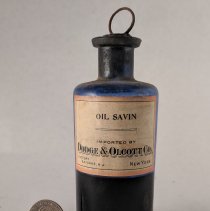 OIL SAVIN
IMPORTED BY
DODGE & OLCOTT CO.
NEW YORK